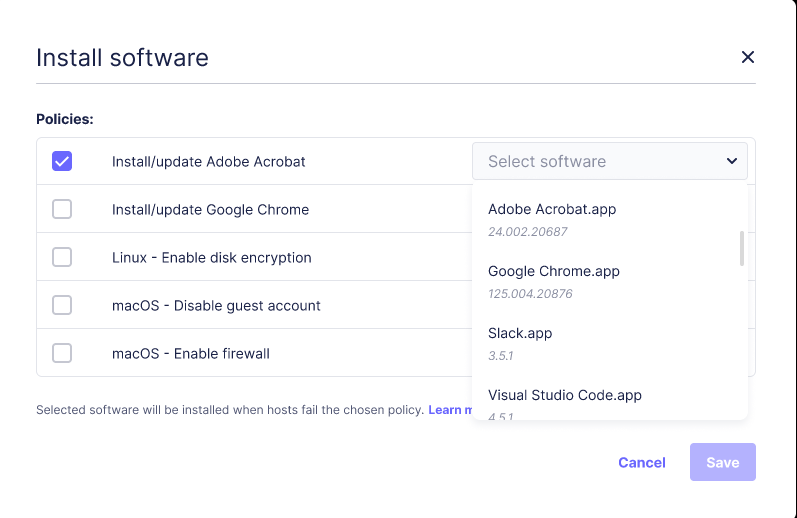 Install software
Policies:
Install/update Adobe Acrobat
Select software
Install/update Google Chrome
Linux - Enable disk encryption
macOS - Disable guest account
macOS - Enable firewall
Adobe Acrobat.app
24.002.20687
Google Chrome.app
125.004.20876
Slack.app
3.5.1
Visual Studio Code.app
4.5.1
Selected software will be installed when hosts fail the chosen policy. Learn
Cancel
Save